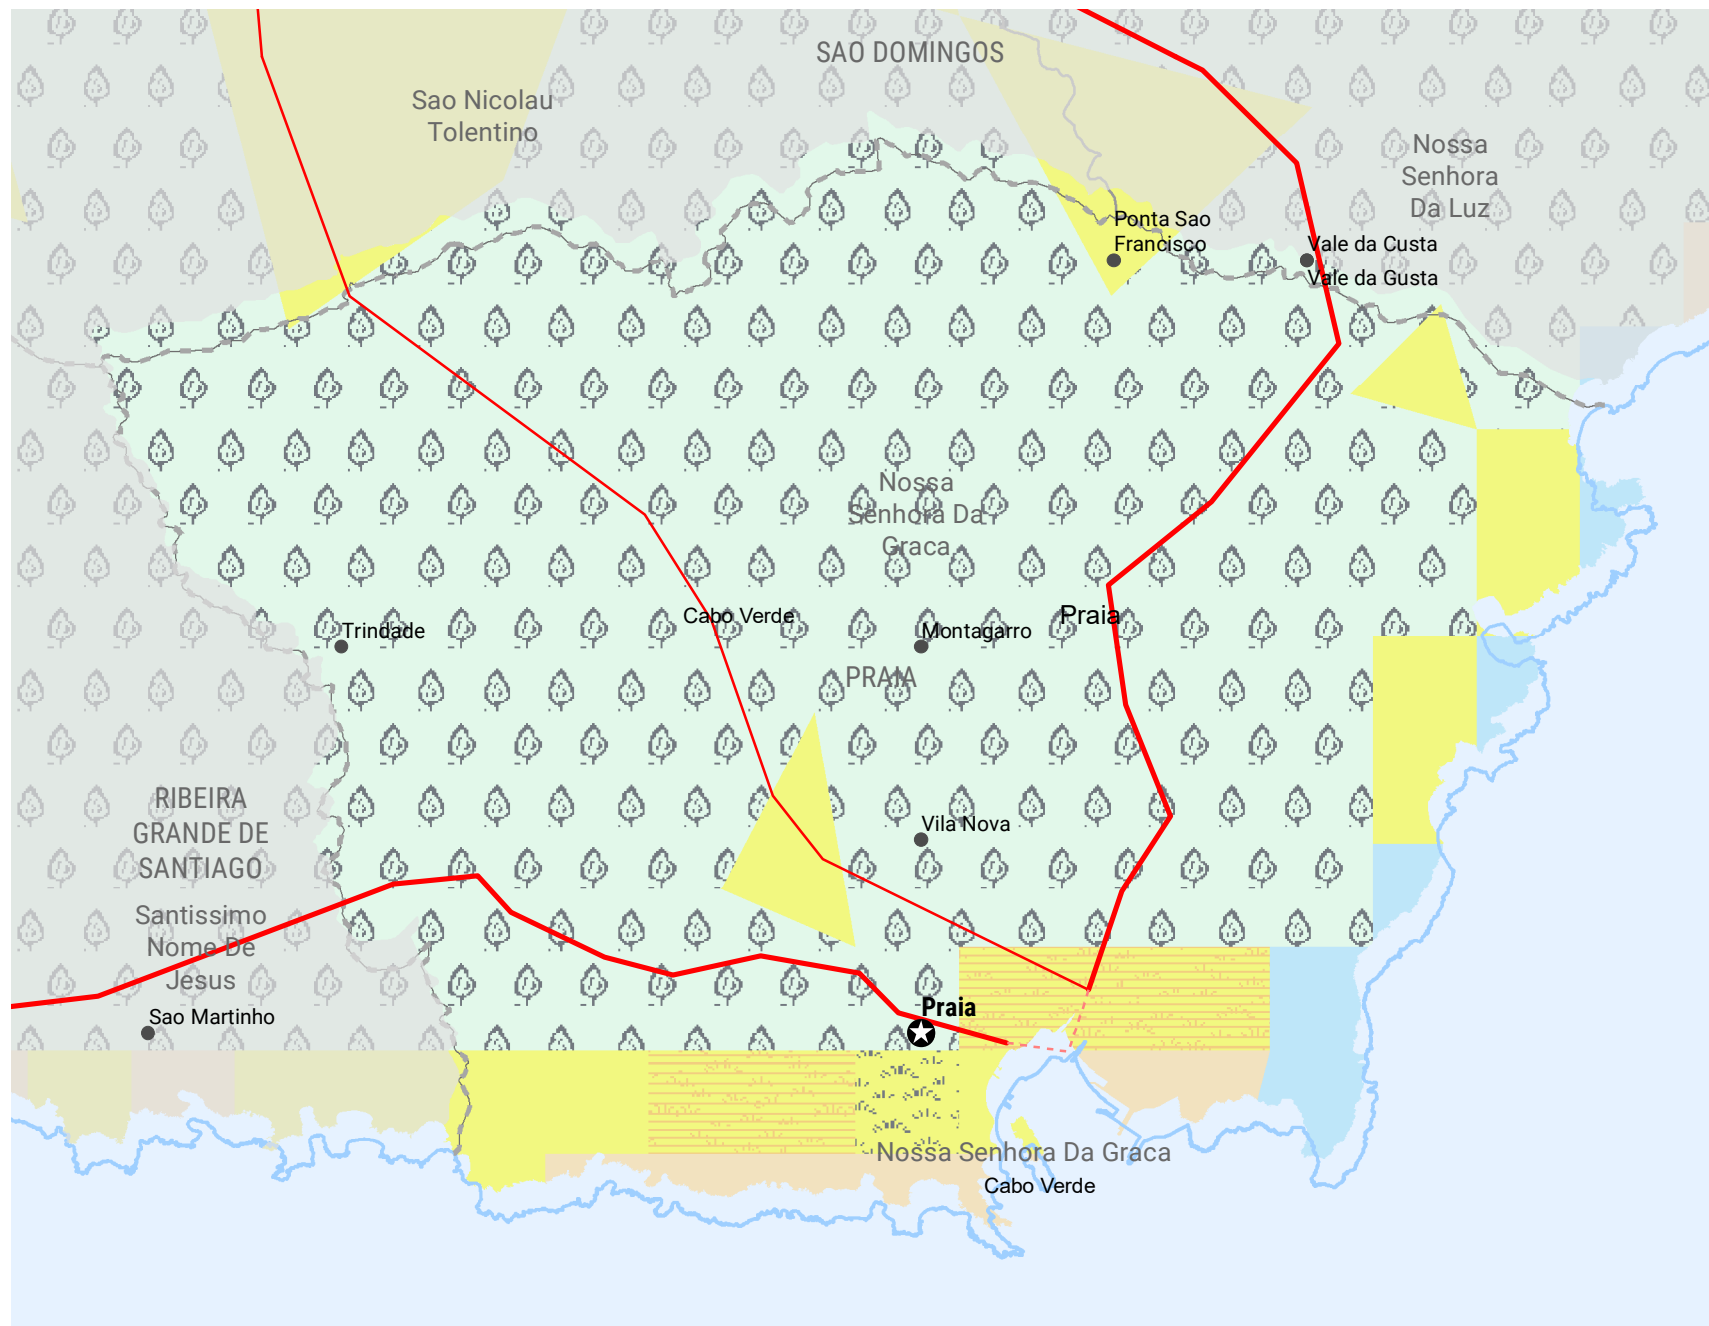 SAO DOMINGOS
Sao Nicolau
Tolentino
Nossa
Senhora
Da Luz
Ponta Sao
Francisco
Vale da Custa
Vale da Gusta
Nossa
Senhora Da
Graca
Trindade
Cabo Verde
Montagarro
Praia
PRAIA
RIBEIRA
GRANDE DE
SANTIAGO
Vila Nova
Santissimo
Nome De
Jesus
Sao Martinho
Praia
Nossa Senhora Da Graca
Cabo Verde